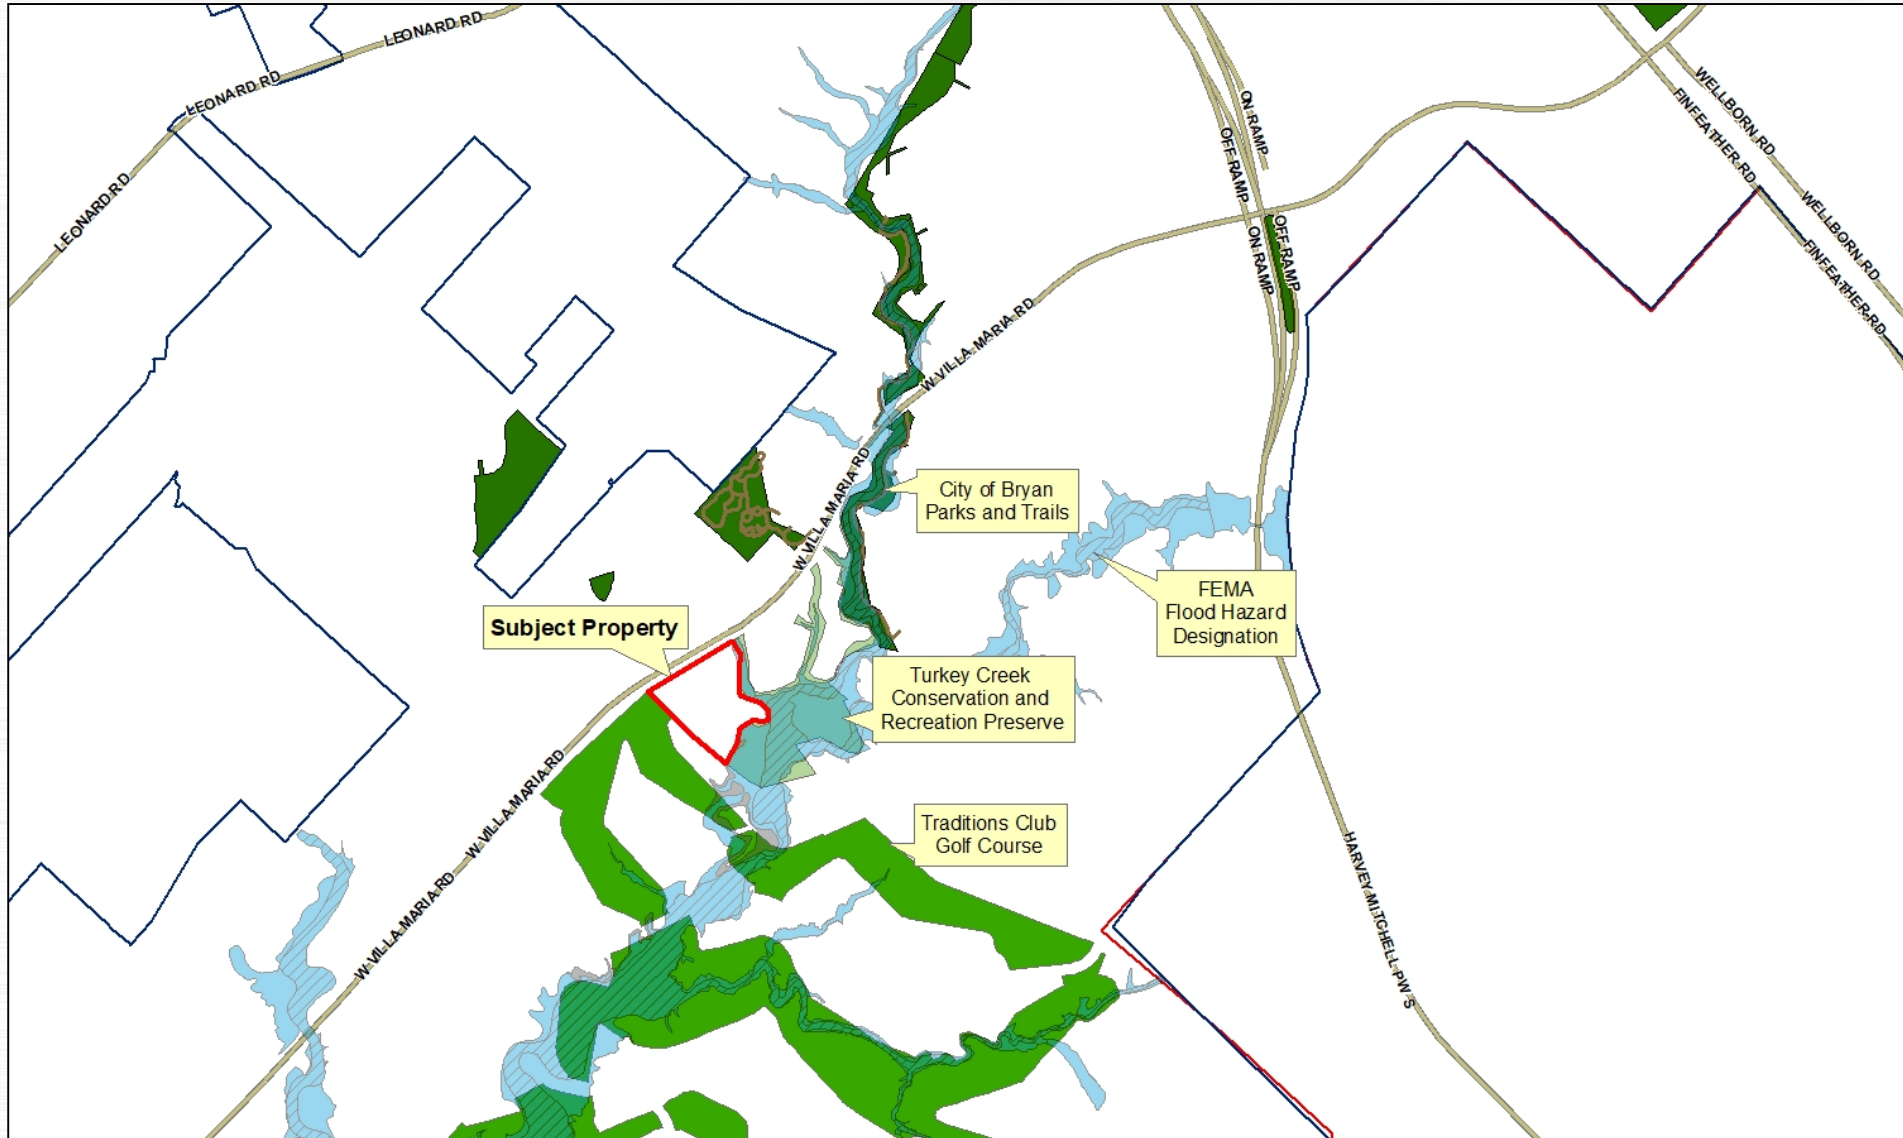 LEONARD RD
LEONARD RD
LEONARD RD
ON RAMP
OFF RAMP
ON RAMP
OFF RAMP
WELLBORN RD
FINFEATHER RD
WELLBORN RD
FINFEATHER RD
W VILLA MARIA RD
W VILLA MARIA RD
City of Bryan
Parks and Trails
FEMA
Flood Hazard
Designation
Subject Property
Turkey Creek
Conservation and
Recreation Preserve
W VILLA MARIA RD
Traditions Club
Golf Course
W VILLA MARIA RD
HARVEY MITCHELL PW S